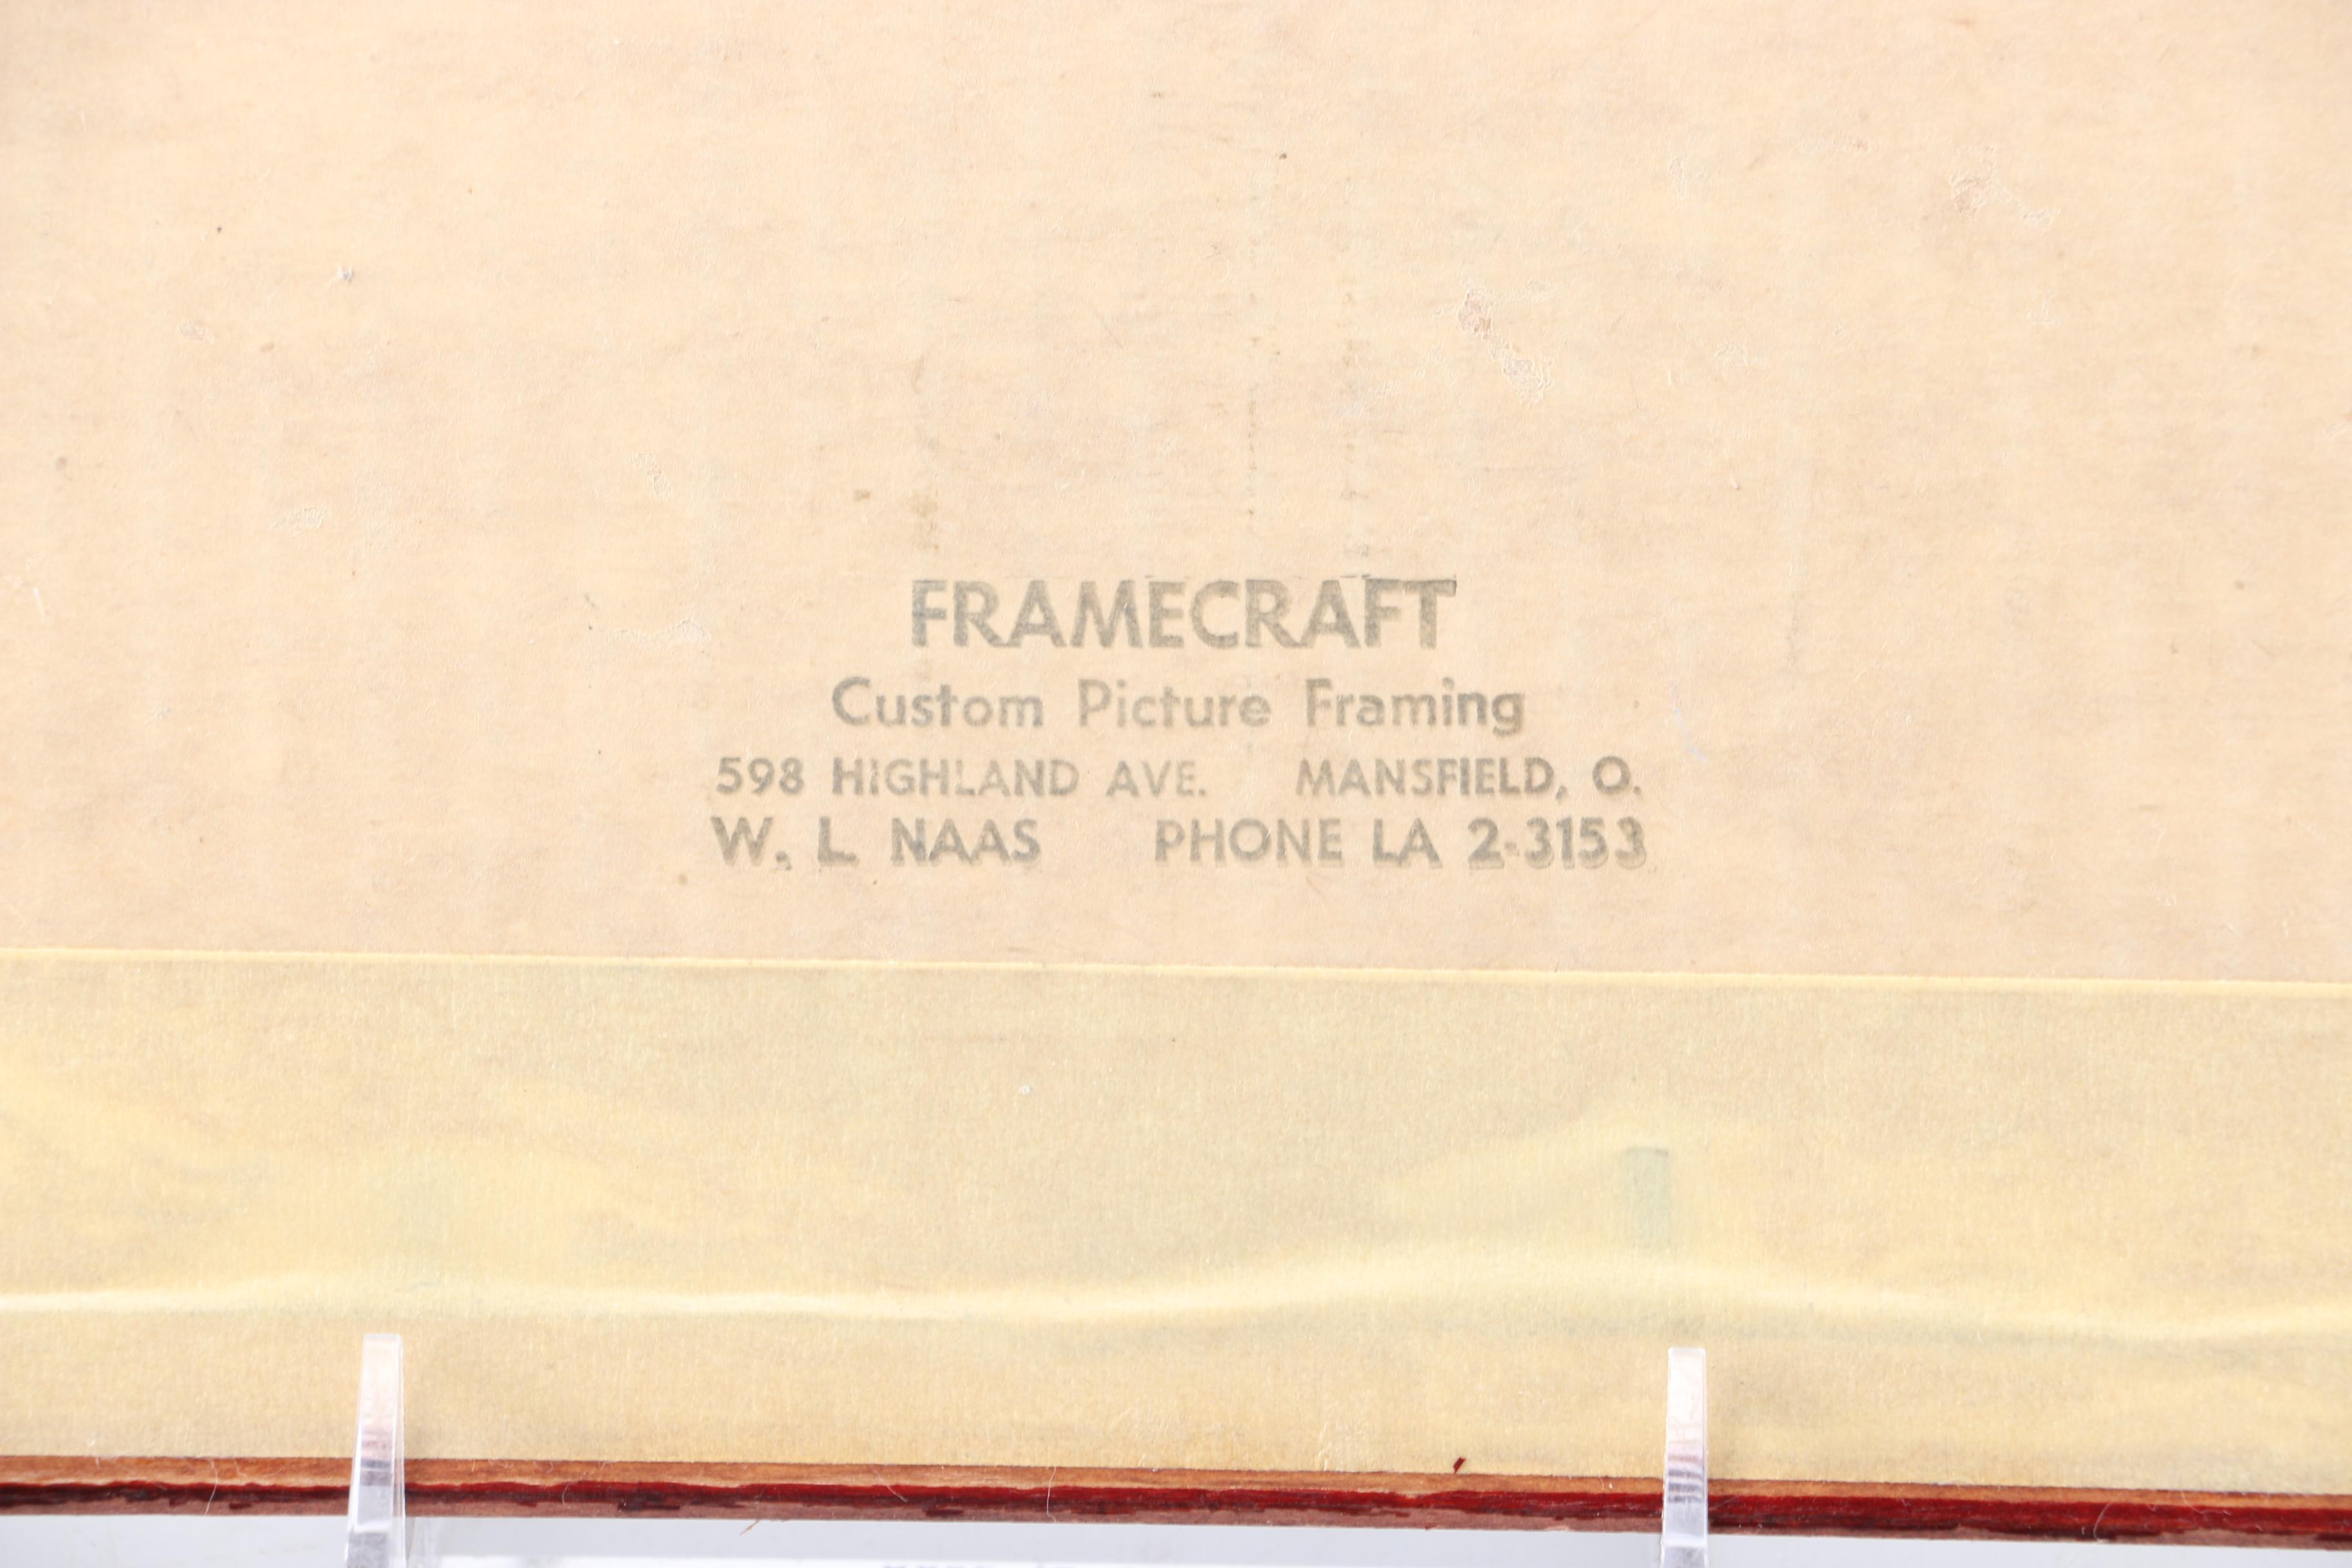 FRAMECRAFT
Custom Picture Framing
598 HIGHLAND AVE. MANSFIELD, O.
W. L NAAS PHONE LA 2-3153